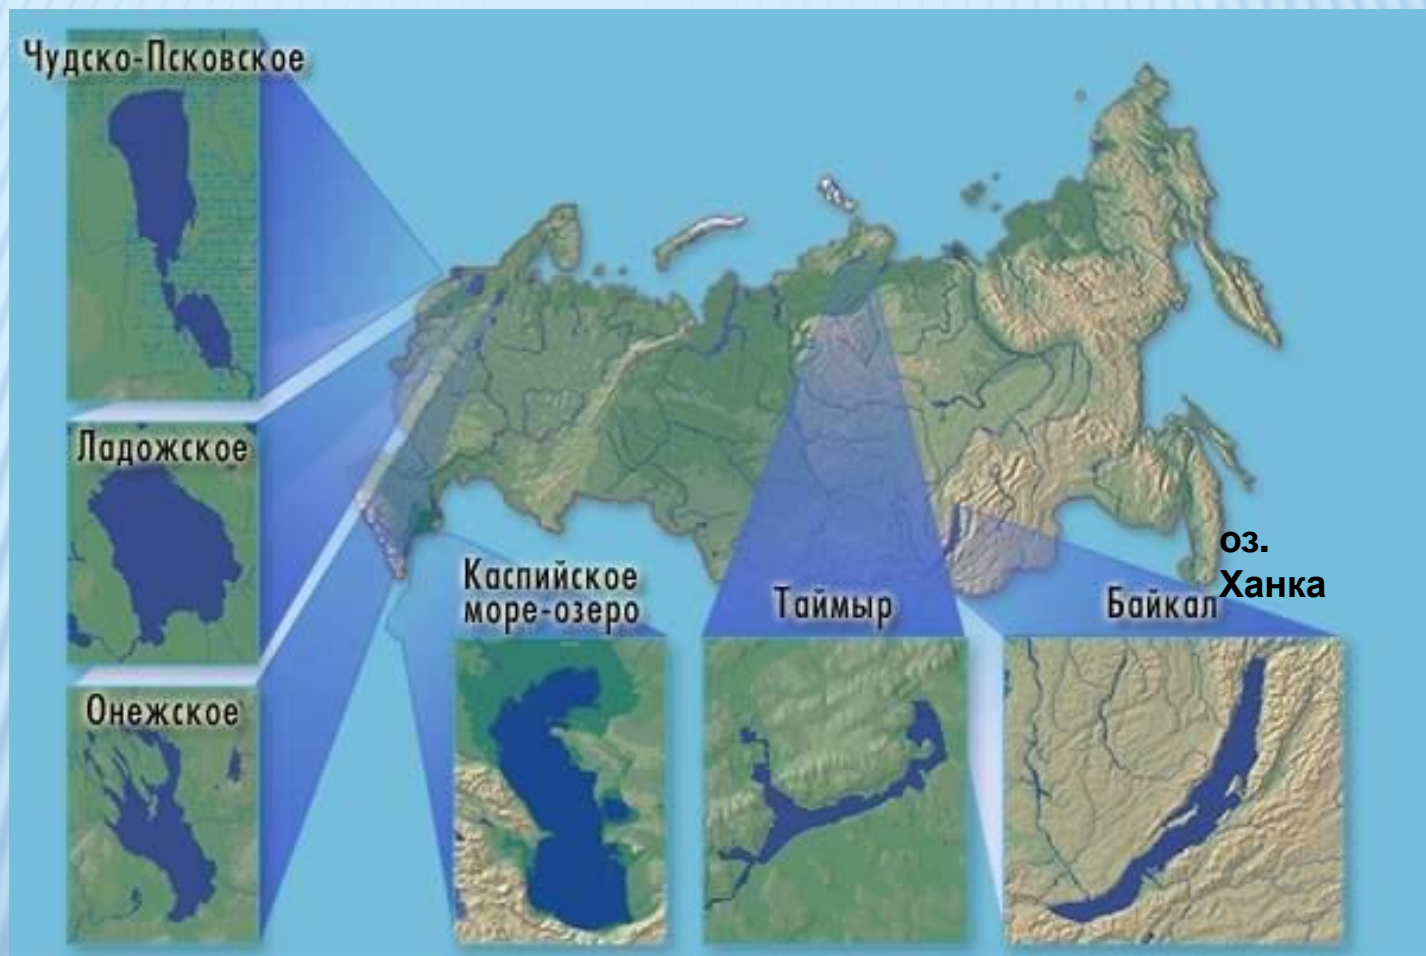 Чудско-Псковское
Ладожское
Онежское
Каспийское
море-озеро
Таймыр
Байкал
оз.
Ханка